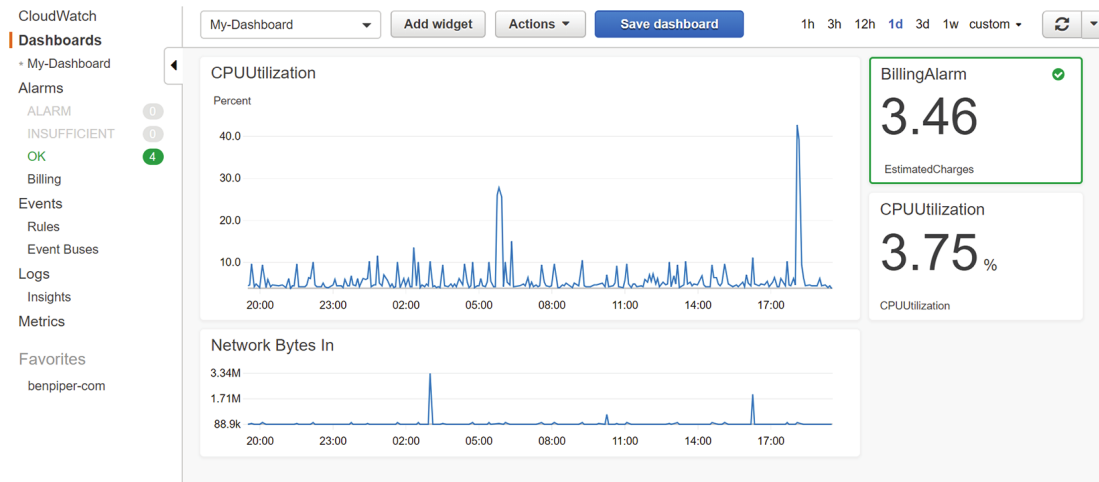 CloudWatch
Dashboards
My-Dashboard
Alarms
ALARM 0
INSUFFICIENT 0
OK 4
Billing
Events
Rules
Event Buses
Logs
Insights
Metrics
Favorites
benpiper-com
My-Dashboard Add widget Actions Save dashboard 1h 3h 12h 1d 3d 1w custom
CPUUtilization
Percent
40.0
30.0
20.0
10.0
20:00 23:00 02:00 05:00 08:00 11:00 14:00 17:00
BillingAlarm
3.46
EstimatedCharges
CPUUtilization
3.75 %
CPUUtilization
Network Bytes In
3.34M
1.71M
88.9k
20:00 23:00 02:00 05:00 08:00 11:00 14:00 17:00